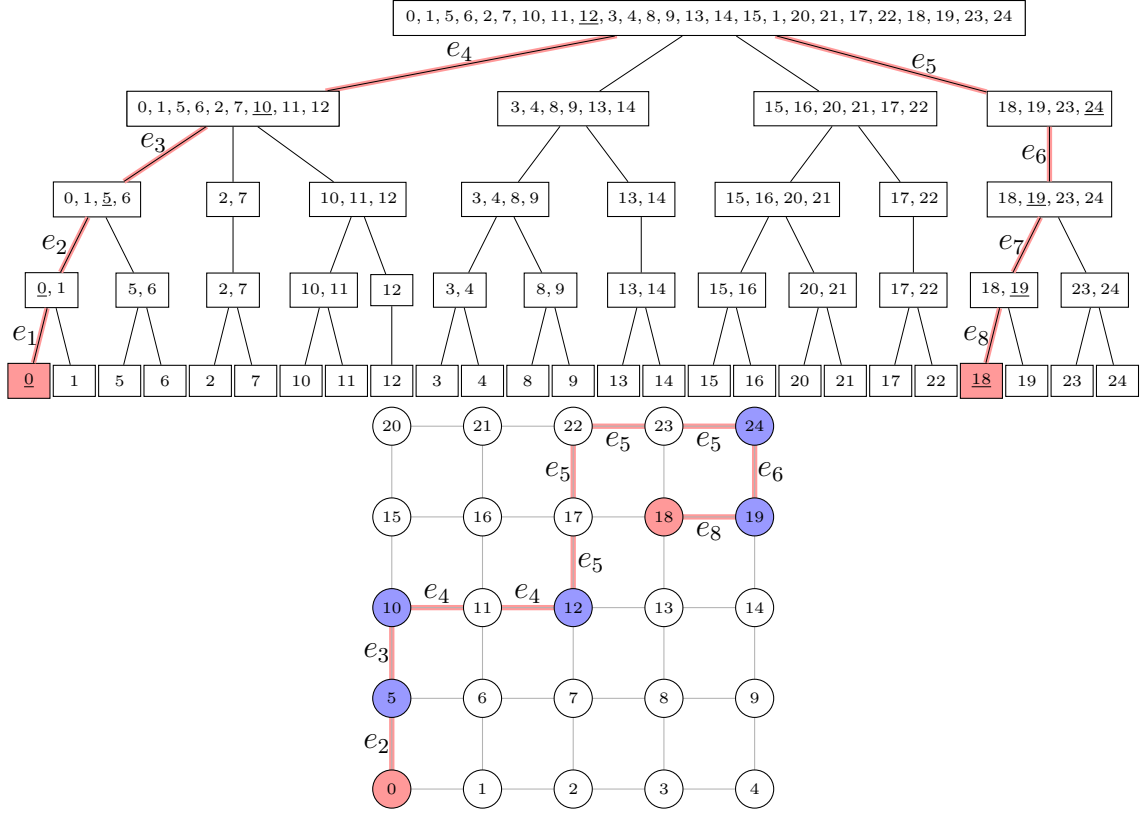 0, 1, 5, 6, 2, 7, 10, 11, 12, 3, 4, 8, 9, 13, 14, 15, 1, 20, 21, 17, 22, 18, 19, 23, 24
e4 e5
0, 1, 5, 6, 2, 7, 10, 11, 12 3, 4, 8, 9, 13, 14 15, 16, 20, 21, 17, 22 18, 19, 23, 24
e3 e6
0, 1, 5, 6 2, 7 10, 11, 12 3, 4, 8, 9 13, 14 15, 16, 20, 21 17, 22 18, 19, 23, 24
e2 e7
0, 1 5, 6 2, 7 10, 11 12 3, 4 8, 9 13, 14 15, 16 20, 21 17, 22 18, 19 23, 24
e1 e8
0 1 5 6 2 7 10 11 12 3 4 8 9 13 14 15 16 20 21 17 22 18 19 23 24
20 21 22 23 24
e5 e5
e5 e6
15 16 17 18 19
e8
e5
e4 e4
10 11 12 13 14
e3
5 6 7 8 9
e2
0 1 2 3 4